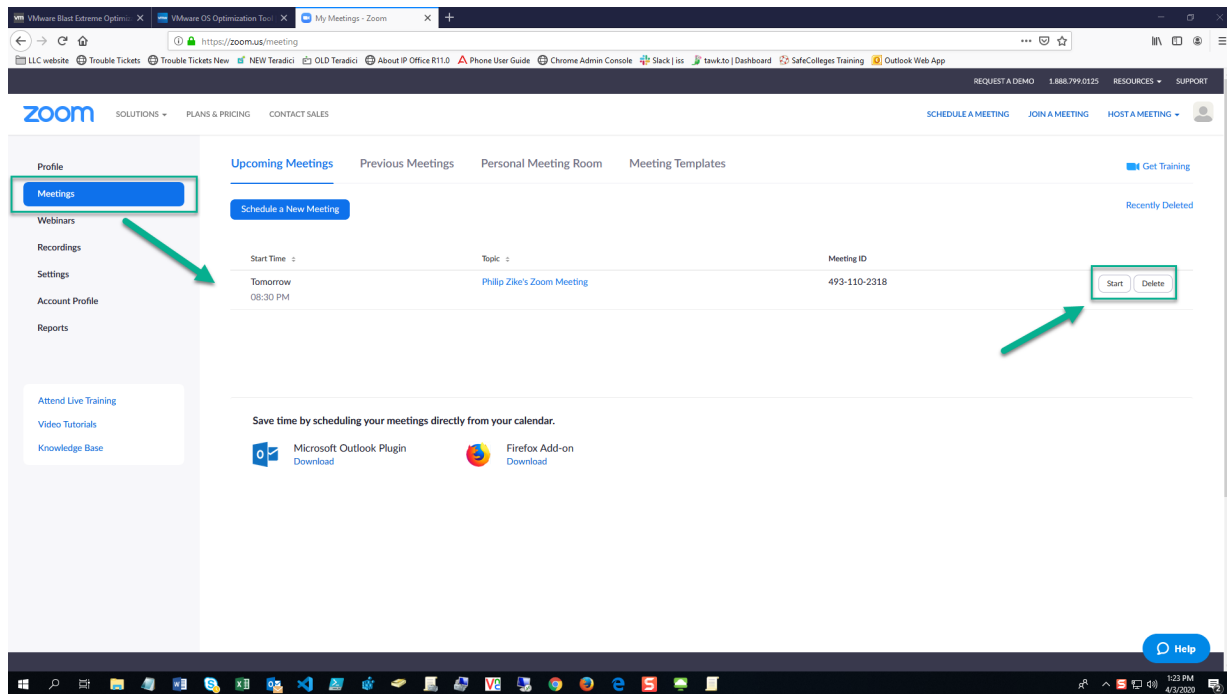 VMware Blast Extreme Optimiz
VMware OS Optimization Tool
My Meetings - Zoom
https://zoom.us/meeting
LLC website Trouble Tickets Trouble Tickets New NEW Teradici OLD Teradici About IP Office R11.0 Phone User Guide Chrome Admin Console Slack | iss tawk.to | Dashboard SafeColleges Training Outlook Web App
REQUEST A DEMO 1.888.799.0125 RESOURCES SUPPORT
zoom SOLUTIONS PLANS & PRICING CONTACT SALES SCHEDULE A MEETING JOIN A MEETING HOST A MEETING
Profile
Meetings
Webinars
Recordings
Settings
Account Profile
Reports
Attend Live Training
Video Tutorials
Knowledge Base
Upcoming Meetings Previous Meetings Personal Meeting Room Meeting Templates
Get Training
Schedule a New Meeting
Recently Deleted
Start Time Topic Meeting ID
Tomorrow Philip Zike's Zoom Meeting 493-110-2318 Start Delete
08:30 PM
Save time by scheduling your meetings directly from your calendar.
Microsoft Outlook Plugin
Download
Firefox Add-on
Download
Help
1:23 PM
4/3/2020